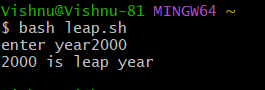 Vishnu@Vishnu-81 MINGW64 ~
$ bash leap.sh
enter year2000
2000 is leap year